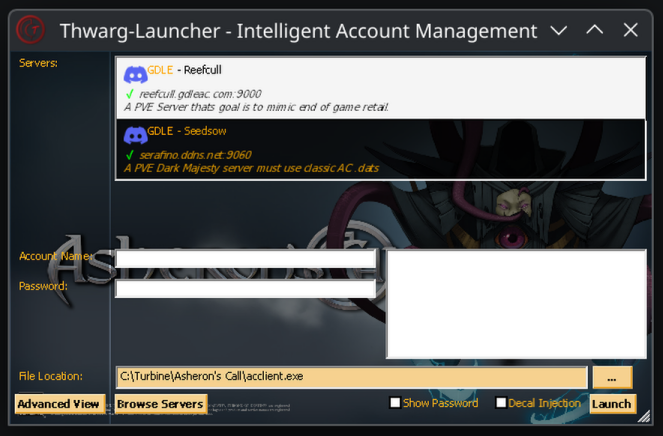 Thwarg-Launcher - Intelligent Account Management
Servers:
GDLE - Reefcull
reefcull.gdleac.com:9000
A PVE Server thats goal is to mimic end of game retail.
GDLE - Seedsow
serafino.ddns.net:9060
A PVE Dark Majesty server must use classic AC .dats
Asheron's
Account Name:
Password:
File Location:
C:\Turbine\Asheron's Call\acclient.exe
...
Advanced View
Browse Servers
Show Password
Decal Injection
Launch